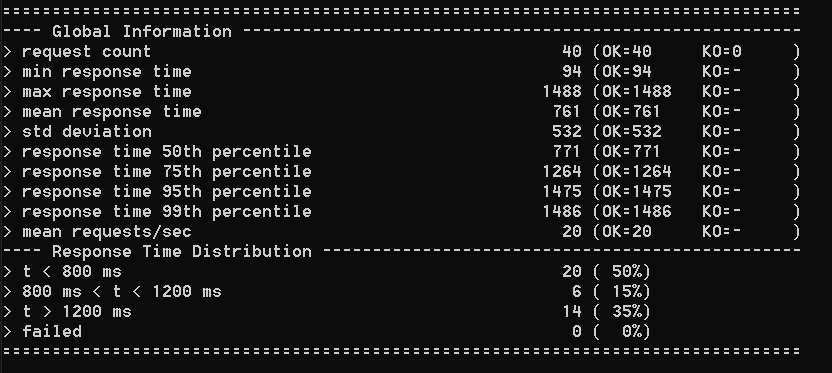 ================================================================================
---- Global Information --------------------------------------------------------
> request count                                         40 (OK=40     KO=0     )
> min response time                                     94 (OK=94     KO=-     )
> max response time                                   1488 (OK=1488   KO=-     )
> mean response time                                   761 (OK=761    KO=-     )
> std deviation                                        532 (OK=532    KO=-     )
> response time 50th percentile                        771 (OK=771    KO=-     )
> response time 75th percentile                       1264 (OK=1264   KO=-     )
> response time 95th percentile                       1475 (OK=1475   KO=-     )
> response time 99th percentile                       1486 (OK=1486   KO=-     )
> mean requests/sec                                     20 (OK=20     KO=-     )
---- Response Time Distribution ------------------------------------------------
> t < 800 ms                                            20 ( 50%)
> 800 ms < t < 1200 ms                                   6 ( 15%)
> t > 1200 ms                                           14 ( 35%)
> failed                                                 0 (  0%)
================================================================================